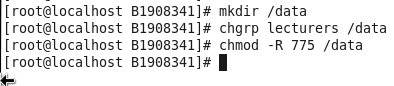 [root@localhost B1908341]# mkdir /data
[root@localhost B1908341]# chgrp lecturers /data
[root@localhost B1908341]# chmod -R 775 /data
[root@localhost B1908341]#